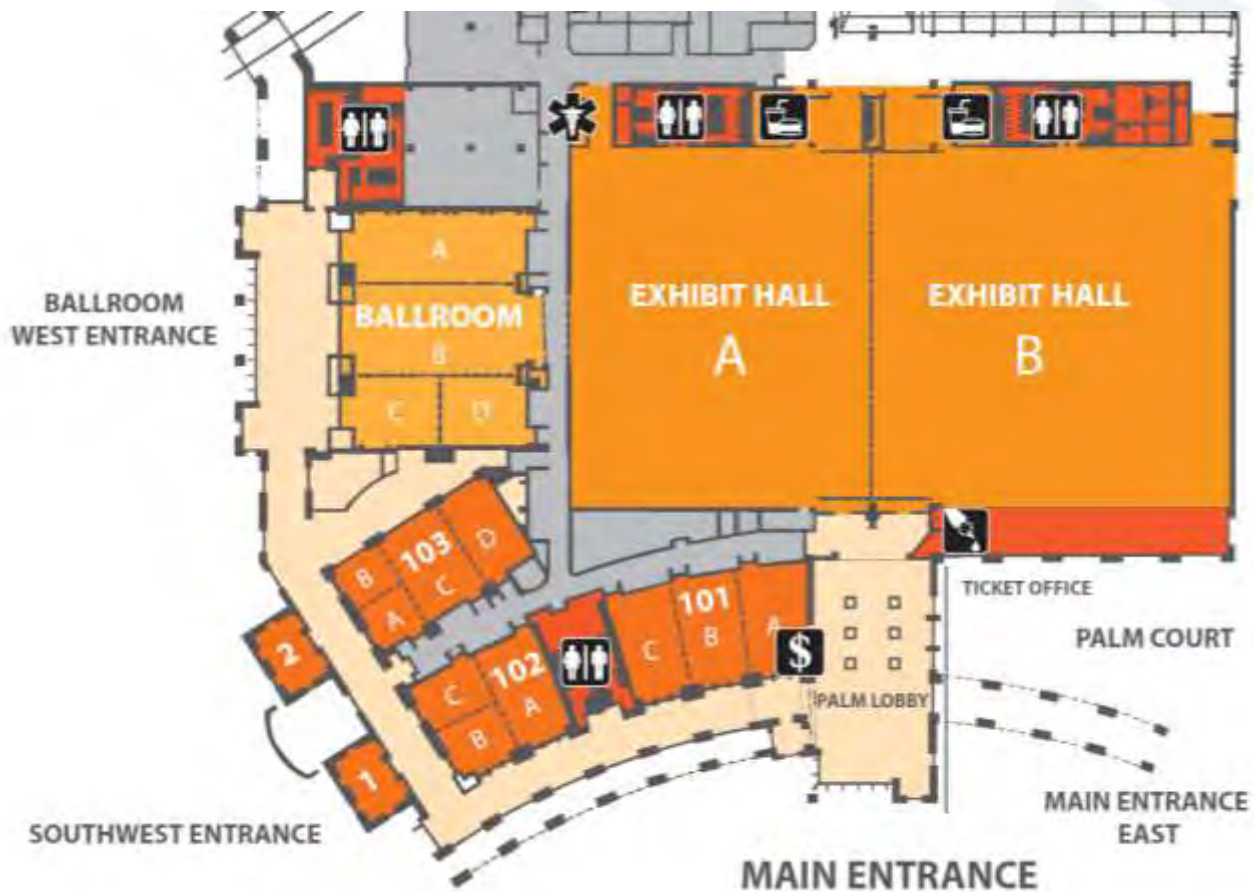 A
BALLROOM
B
C
D
BALLROOM
WEST ENTRANCE
EXHIBIT HALL
A
EXHIBIT HALL
B
103
A
B
C
D
102
A
B
C
101
A
B
C
2
1
$
TICKET OFFICE
PALM COURT
PALM LOBBY
SOUTHWEST ENTRANCE
MAIN ENTRANCE
EAST
MAIN ENTRANCE